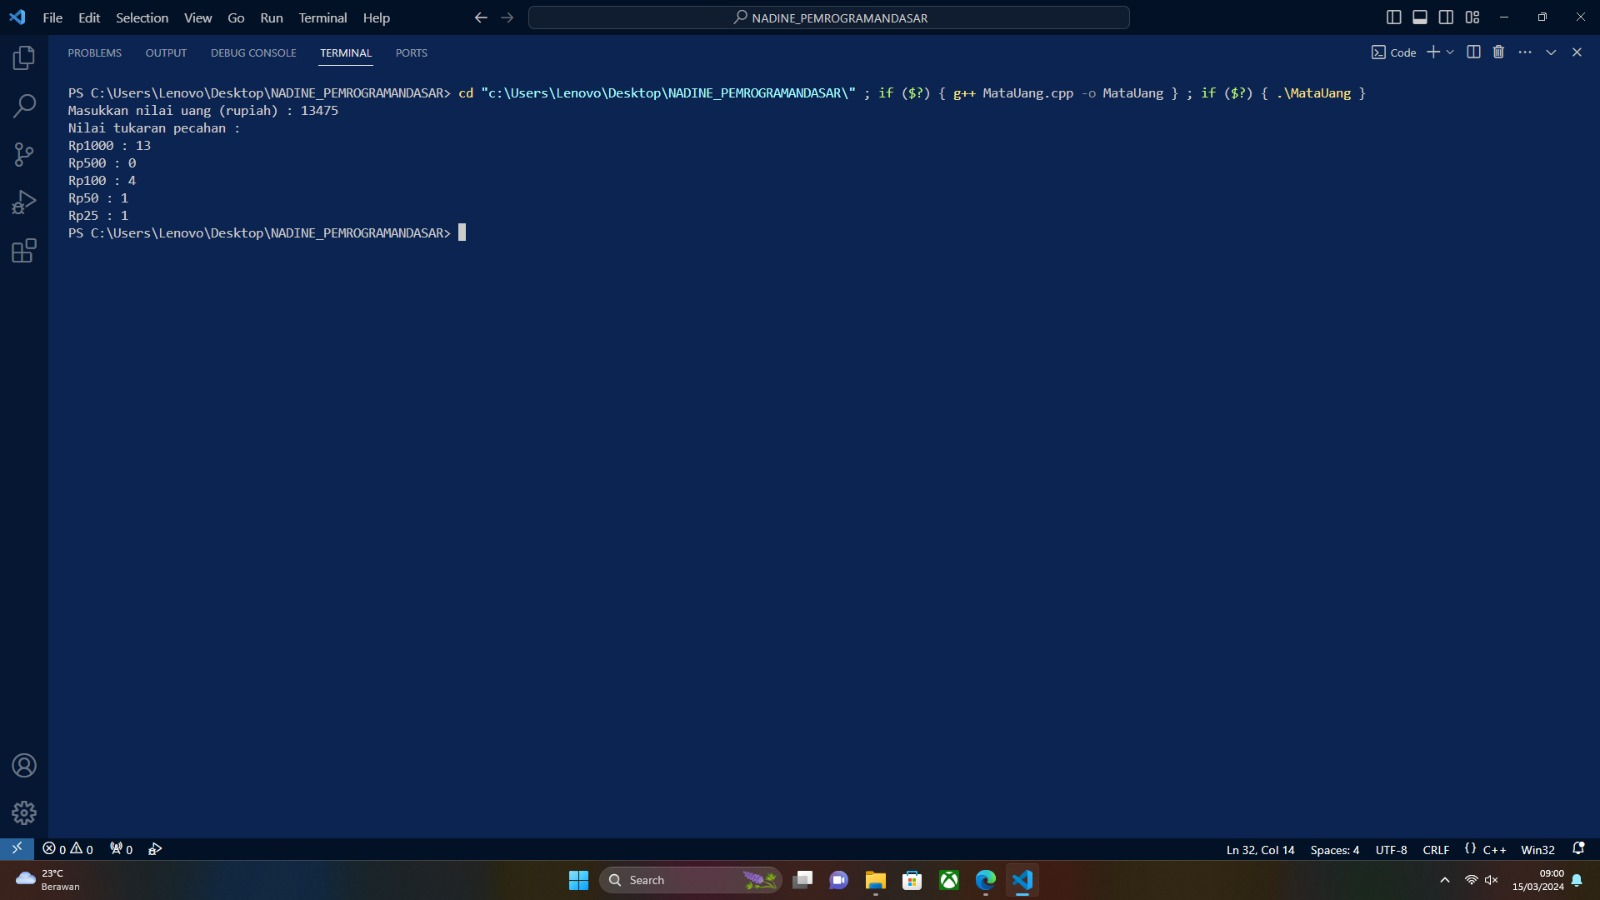 File Edit Selection View Go Run Terminal Help
NADINE_PEMROGRAMANDASAR
PROBLEMS OUTPUT DEBUG CONSOLE TERMINAL PORTS
Code
PS C:\Users\Lenovo\Desktop\NADINE_PEMROGRAMANDASAR> cd "c:\Users\Lenovo\Desktop\NADINE_PEMROGRAMANDASAR\" ; if ($?) { g++ MataUang.cpp -o MataUang } ; if ($?) { .\MataUang }
Masukkan nilai uang (rupiah) : 13475
Nilai tukaran pecahan :
Rp1000 : 13
Rp500 : 0
Rp100 : 4
Rp50 : 1
Rp25 : 1
PS C:\Users\Lenovo\Desktop\NADINE_PEMROGRAMANDASAR>
0 0 0 Ln 32, Col 14 Spaces: 4 UTF-8 CRLF {} C++ Win32
23°C
Berawan
Search
09:00
15/03/2024